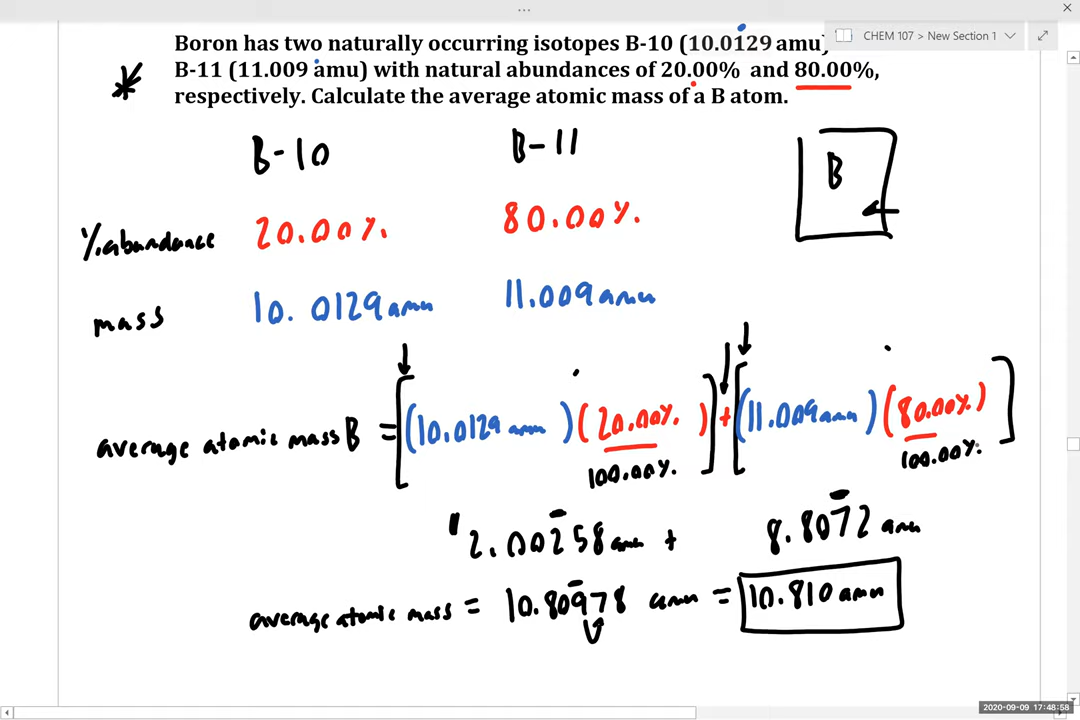 Boron has two naturally occurring isotopes B-10 (10.0129 amu)
CHEM 107 > New Section 1
B-11 (11.009 amu) with natural abundances of 20.00% and 80.00%,
respectively. Calculate the average atomic mass of a B atom.
B-10 B-11 B
%abundance 20.00% 80.00%
mass 10.0129 amu 11.009 amu
average atomic mass B = [(10.0129 amu)(20.00%)] + [(11.009 amu)(80.00%)]
100.00% 100.00%
2.00258 amu + 8.8072 amu
average atomic mass = 10.80978 amu = 10.810 amu
2020-09-09 17:48:58